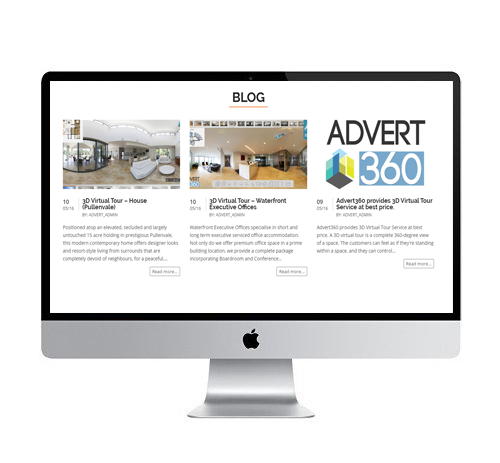 BLOG
ADVERT
360
10
05/16
3D Virtual Tour – House
(Pullenvale)
BY: ADVERT_ADMIN
Positioned atop an elevated, secluded and largely
untouched 15 acre holding in prestigious Pullenvale,
this modern contemporary home offers designer looks
and resort-style living from surrounds that are
completely devoid of neighbours, for a peaceful,...
Read more...
10
05/16
3D Virtual Tour – Waterfront
Executive Offices
BY: ADVERT_ADMIN
Waterfront Executive Offices specialise in short and
long term executive serviced office accommodation.
Not only do we offer premium office space in a prime
building location, we provide a complete package
incorporating Boardroom and Conference...
Read more...
09
05/16
Advert360 provides 3D Virtual Tour
Service at best price.
BY: ADVERT_ADMIN
Advert360 provides 3D Virtual Tour Service at best
price. A 3D virtual tour is a complete 360-degree view
of a space. The customers can feel as if they're standing
within a space, and they can control...
Read more...